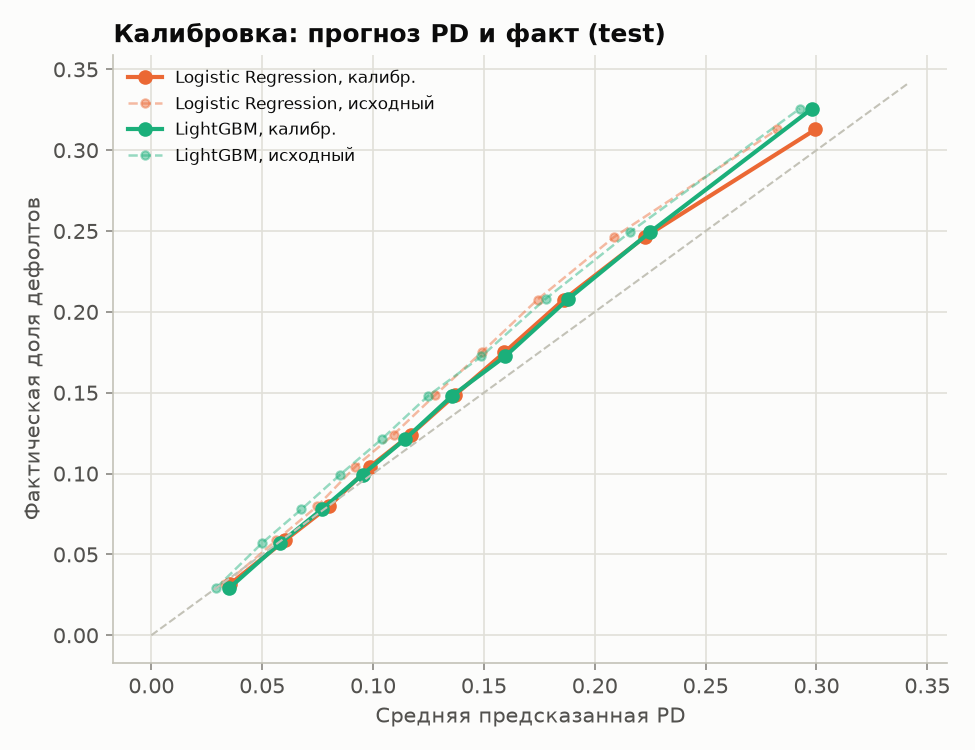 Калибровка: прогноз PD и факт (test)
Logistic Regression, калибр.
Logistic Regression, исходный
LightGBM, калибр.
LightGBM, исходный
Фактическая доля дефолтов
0.35
0.30
0.25
0.20
0.15
0.10
0.05
0.00
0.00 0.05 0.10 0.15 0.20 0.25 0.30 0.35
Средняя предсказанная PD